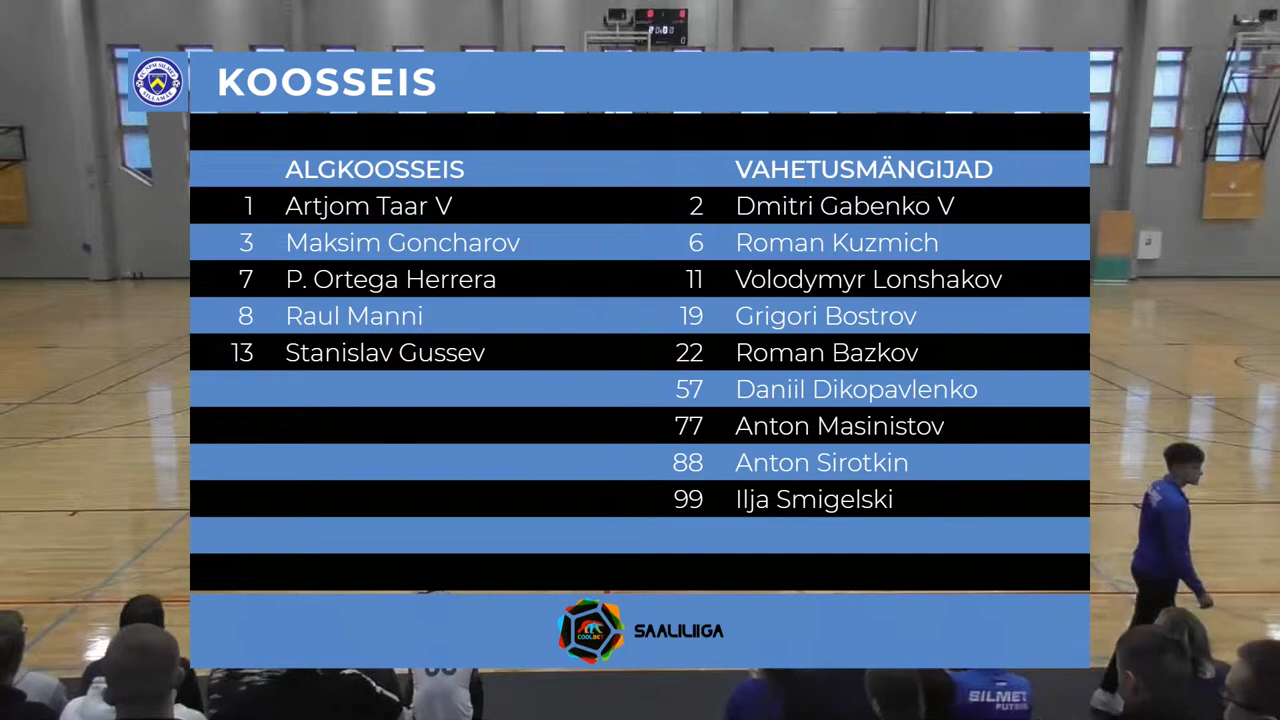 KOOSSEIS
ALGKOOSSEIS
1 Artjom Taar V
3 Maksim Goncharov
7 P. Ortega Herrera
8 Raul Manni
13 Stanislav Gussev
VAHETUSMÄNGIJAD
2 Dmitri Gabenko V
6 Roman Kuzmich
11 Volodymyr Lonshakov
19 Grigori Bostrov
22 Roman Bazkov
57 Daniil Dikopavlenko
77 Anton Masinistov
88 Anton Sirotkin
99 Ilja Smigelski
COOLBET
SAALILIIGA
SILMET